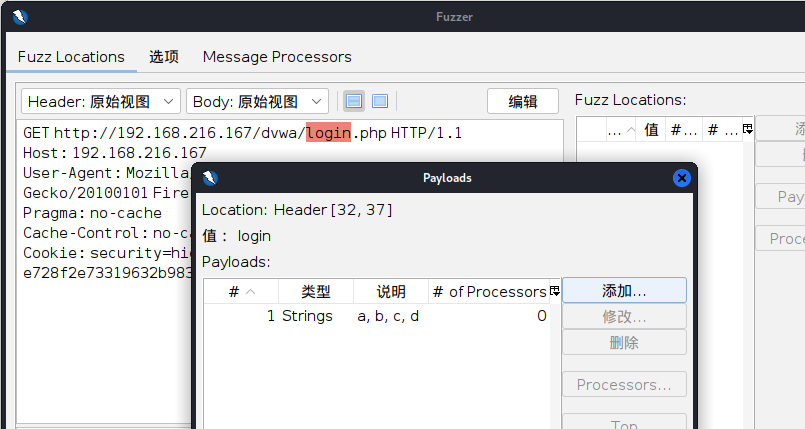 Fuzzer
Fuzz Locations 选项 Message Processors
Header: 原始视图 Body: 原始视图 编辑 Fuzz Locations:
GET http://192.168.216.167/dvwa/login.php HTTP/1.1
Host: 192.168.216.167
User-Agent: Mozilla
Gecko/20100101 Fire
Pragma: no-cache
Cache-Control: no-ca
Cookie: security=hig
e728f2e73319632b983
... 值 #... # ...
Payloads
Location: Header [32, 37]
值: login
Payloads:
# 类型 说明 # of Processors
1 Strings a, b, c, d 0
添加...
修改...
删除
Processors...
Top
Pay
Proce